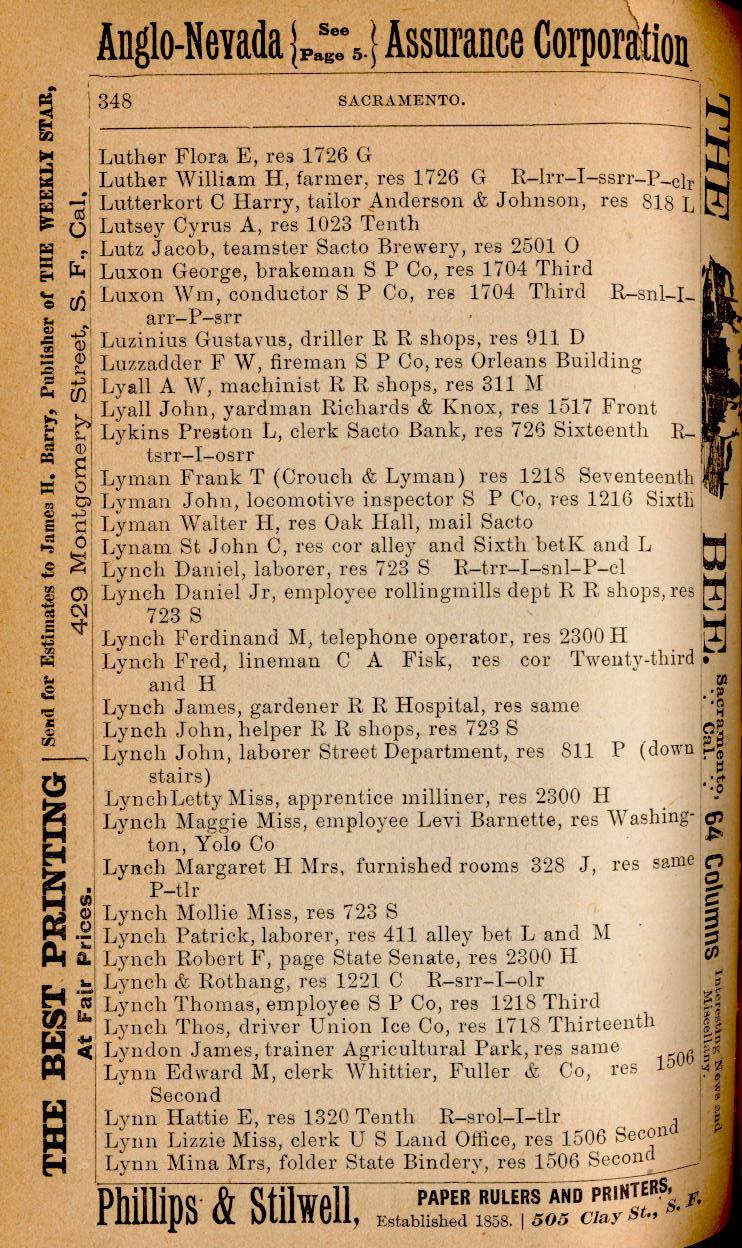 Anglo-Nevada { See Page 5. } Assurance Corporation
348 SACRAMENTO.
Luther Flora E, res 1726 G
Luther William H, farmer, res 1726 G R–lrr–I–ssrr–P–clr
Lutterkort C Harry, tailor Anderson & Johnson, res 818 L
Lutsey Cyrus A, res 1023 Tenth
Lutz Jacob, teamster Sacto Brewery, res 2501 O
Luxon George, brakeman S P Co, res 1704 Third
Luxon Wm, conductor S P Co, res 1704 Third R–snl–I–
arr–P–srr
Luzinius Gustavus, driller R R shops, res 911 D
Luzzadder F W, fireman S P Co, res Orleans Building
Lyall A W, machinist R R shops, res 311 M
Lyall John, yardman Richards & Knox, res 1517 Front
Lykins Preston L, clerk Sacto Bank, res 726 Sixteenth R–
tsrr–I–osrr
Lyman Frank T (Crouch & Lyman) res 1218 Seventeenth
Lyman John, locomotive inspector S P Co, res 1216 Sixth
Lyman Walter H, res Oak Hall, mail Sacto
Lynam St John C, res cor alley and Sixth betK and L
Lynch Daniel, laborer, res 723 S R–trr–I–snl–P–cl
Lynch Daniel Jr, employee rollingmills dept R R shops, res
723 S
Lynch Ferdinand M, telephone operator, res 2300 H
Lynch Fred, lineman C A Fisk, res cor Twenty-third
and H
Lynch James, gardener R R Hospital, res same
Lynch John, helper R R shops, res 723 S
Lynch John, laborer Street Department, res 811 P (down
stairs)
Lynch Letty Miss, apprentice milliner, res 2300 H
Lynch Maggie Miss, employee Levi Barnette, res Washing-
ton, Yolo Co
Lynch Margaret H Mrs, furnished rooms 328 J, res same
P–tlr
Lynch Mollie Miss, res 723 S
Lynch Patrick, laborer, res 411 alley bet L and M
Lynch Robert F, page State Senate, res 2300 H
Lynch & Rothang, res 1221 C R–srr–I–olr
Lynch Thomas, employee S P Co, res 1218 Third
Lynch Thos, driver Union Ice Co, res 1718 Thirteenth
Lyndon James, trainer Agricultural Park, res same
Lynn Edward M, clerk Whittier, Fuller & Co, res 1506
Second
Lynn Hattie E, res 1320 Tenth R–srol–I–tlr
Lynn Lizzie Miss, clerk U S Land Office, res 1506 Second
Lynn Mina Mrs, folder State Bindery, res 1506 Second
Phillips & Stilwell, PAPER RULERS AND PRINTERS,
Established 1858. | 505 Clay St., S. F.
THE BEST PRINTING
At Fair Prices.
Send for Estimates to James H. Barry, Publisher of THE WEEKLY STAR,
429 Montgomery Street, S. F., Cal.
THE BEE.
Sacramento,
Cal.
64 Columns
Interesting News and
Miscellany.